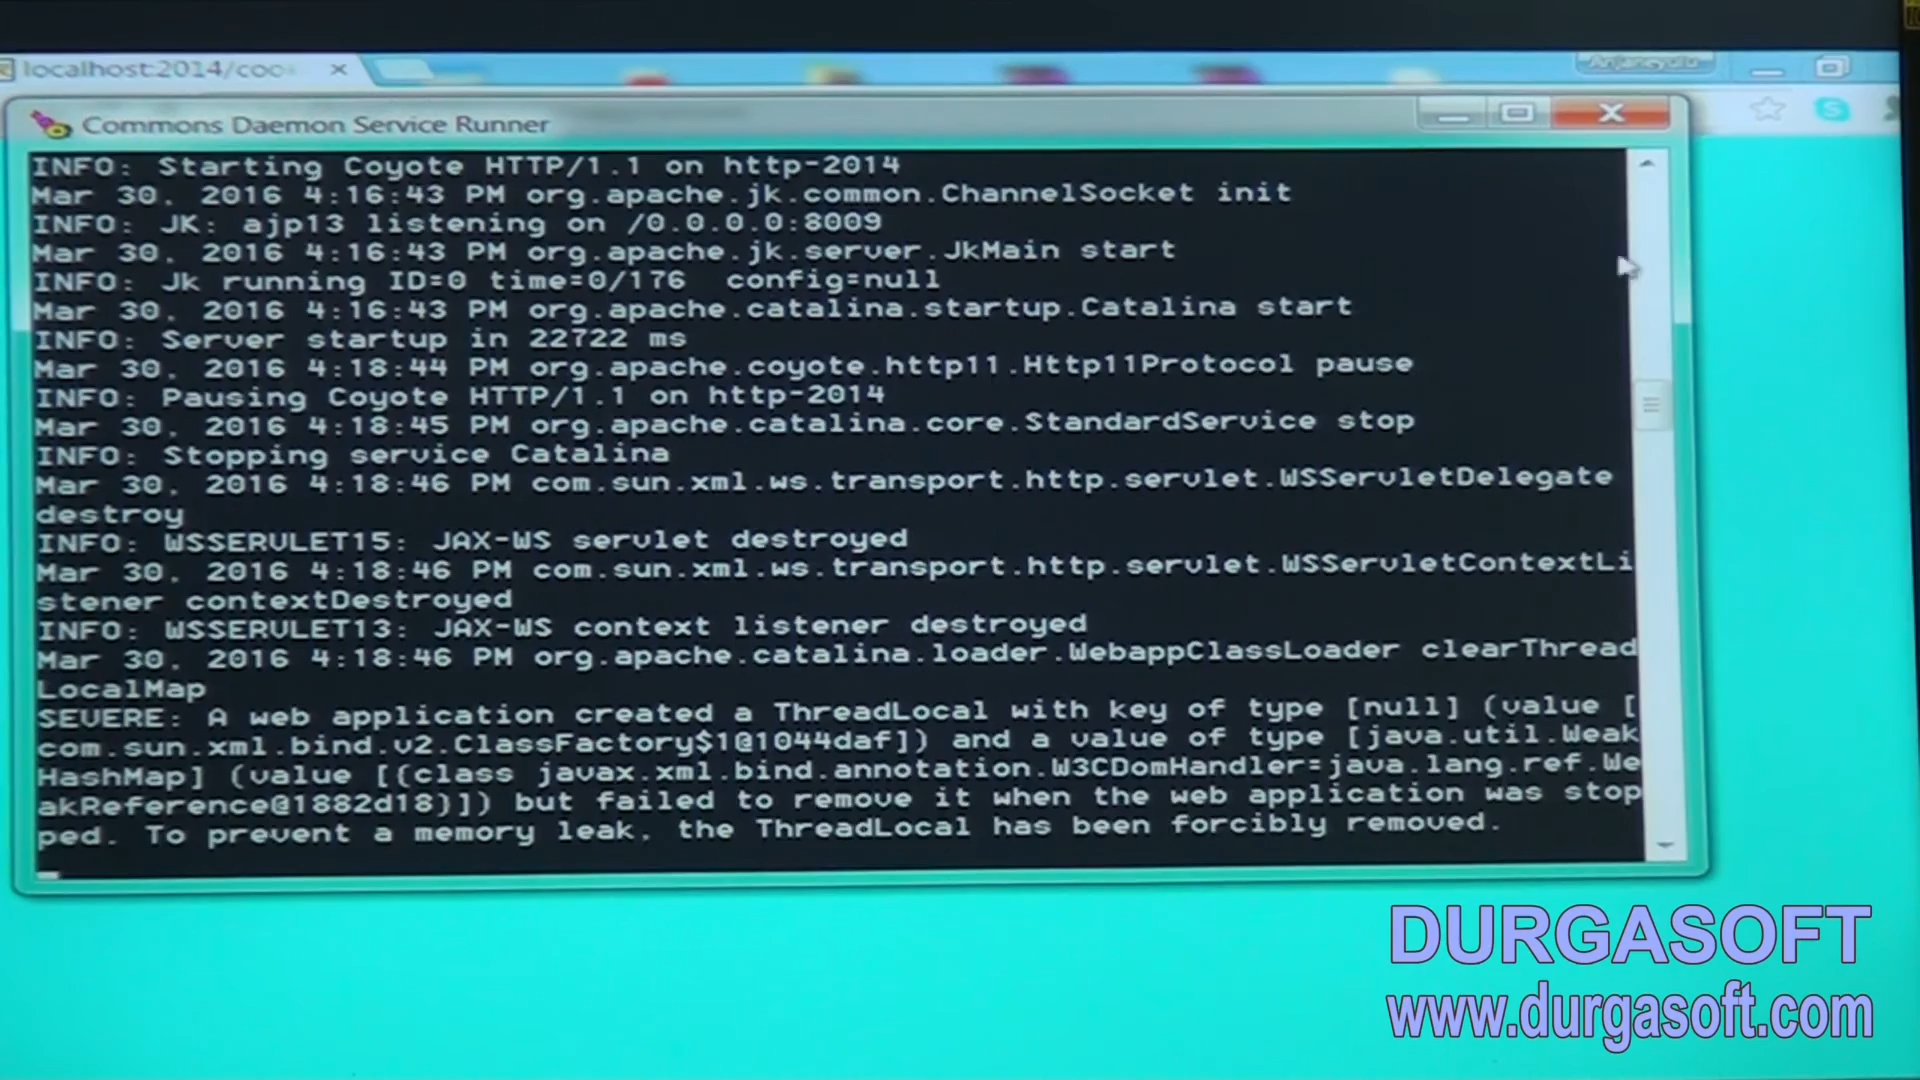 localhost:2014/coo
Anjaneyulu
Commons Daemon Service Runner
INFO: Starting Coyote HTTP/1.1 on http-2014
Mar 30, 2016 4:16:43 PM org.apache.jk.common.ChannelSocket init
INFO: JK: ajp13 listening on /0.0.0.0:8009
Mar 30, 2016 4:16:43 PM org.apache.jk.server.JkMain start
INFO: Jk running ID=0 time=0/176  config=null
Mar 30, 2016 4:16:43 PM org.apache.catalina.startup.Catalina start
INFO: Server startup in 22722 ms
Mar 30, 2016 4:18:44 PM org.apache.coyote.http11.Http11Protocol pause
INFO: Pausing Coyote HTTP/1.1 on http-2014
Mar 30, 2016 4:18:45 PM org.apache.catalina.core.StandardService stop
INFO: Stopping service Catalina
Mar 30, 2016 4:18:46 PM com.sun.xml.ws.transport.http.servlet.WSServletDelegate
destroy
INFO: WSSERVLET15: JAX-WS servlet destroyed
Mar 30, 2016 4:18:46 PM com.sun.xml.ws.transport.http.servlet.WSServletContextLi
stener contextDestroyed
INFO: WSSERVLET13: JAX-WS context listener destroyed
Mar 30, 2016 4:18:46 PM org.apache.catalina.loader.WebappClassLoader clearThread
LocalMap
SEVERE: A web application created a ThreadLocal with key of type [null] (value [
com.sun.xml.bind.v2.ClassFactory$1@1044daf]) and a value of type [java.util.Weak
HashMap] (value [{class javax.xml.bind.annotation.W3CDomHandler=java.lang.ref.We
akReference@1882d18}]) but failed to remove it when the web application was stop
ped. To prevent a memory leak, the ThreadLocal has been forcibly removed.
DURGASOFT
www.durgasoft.com